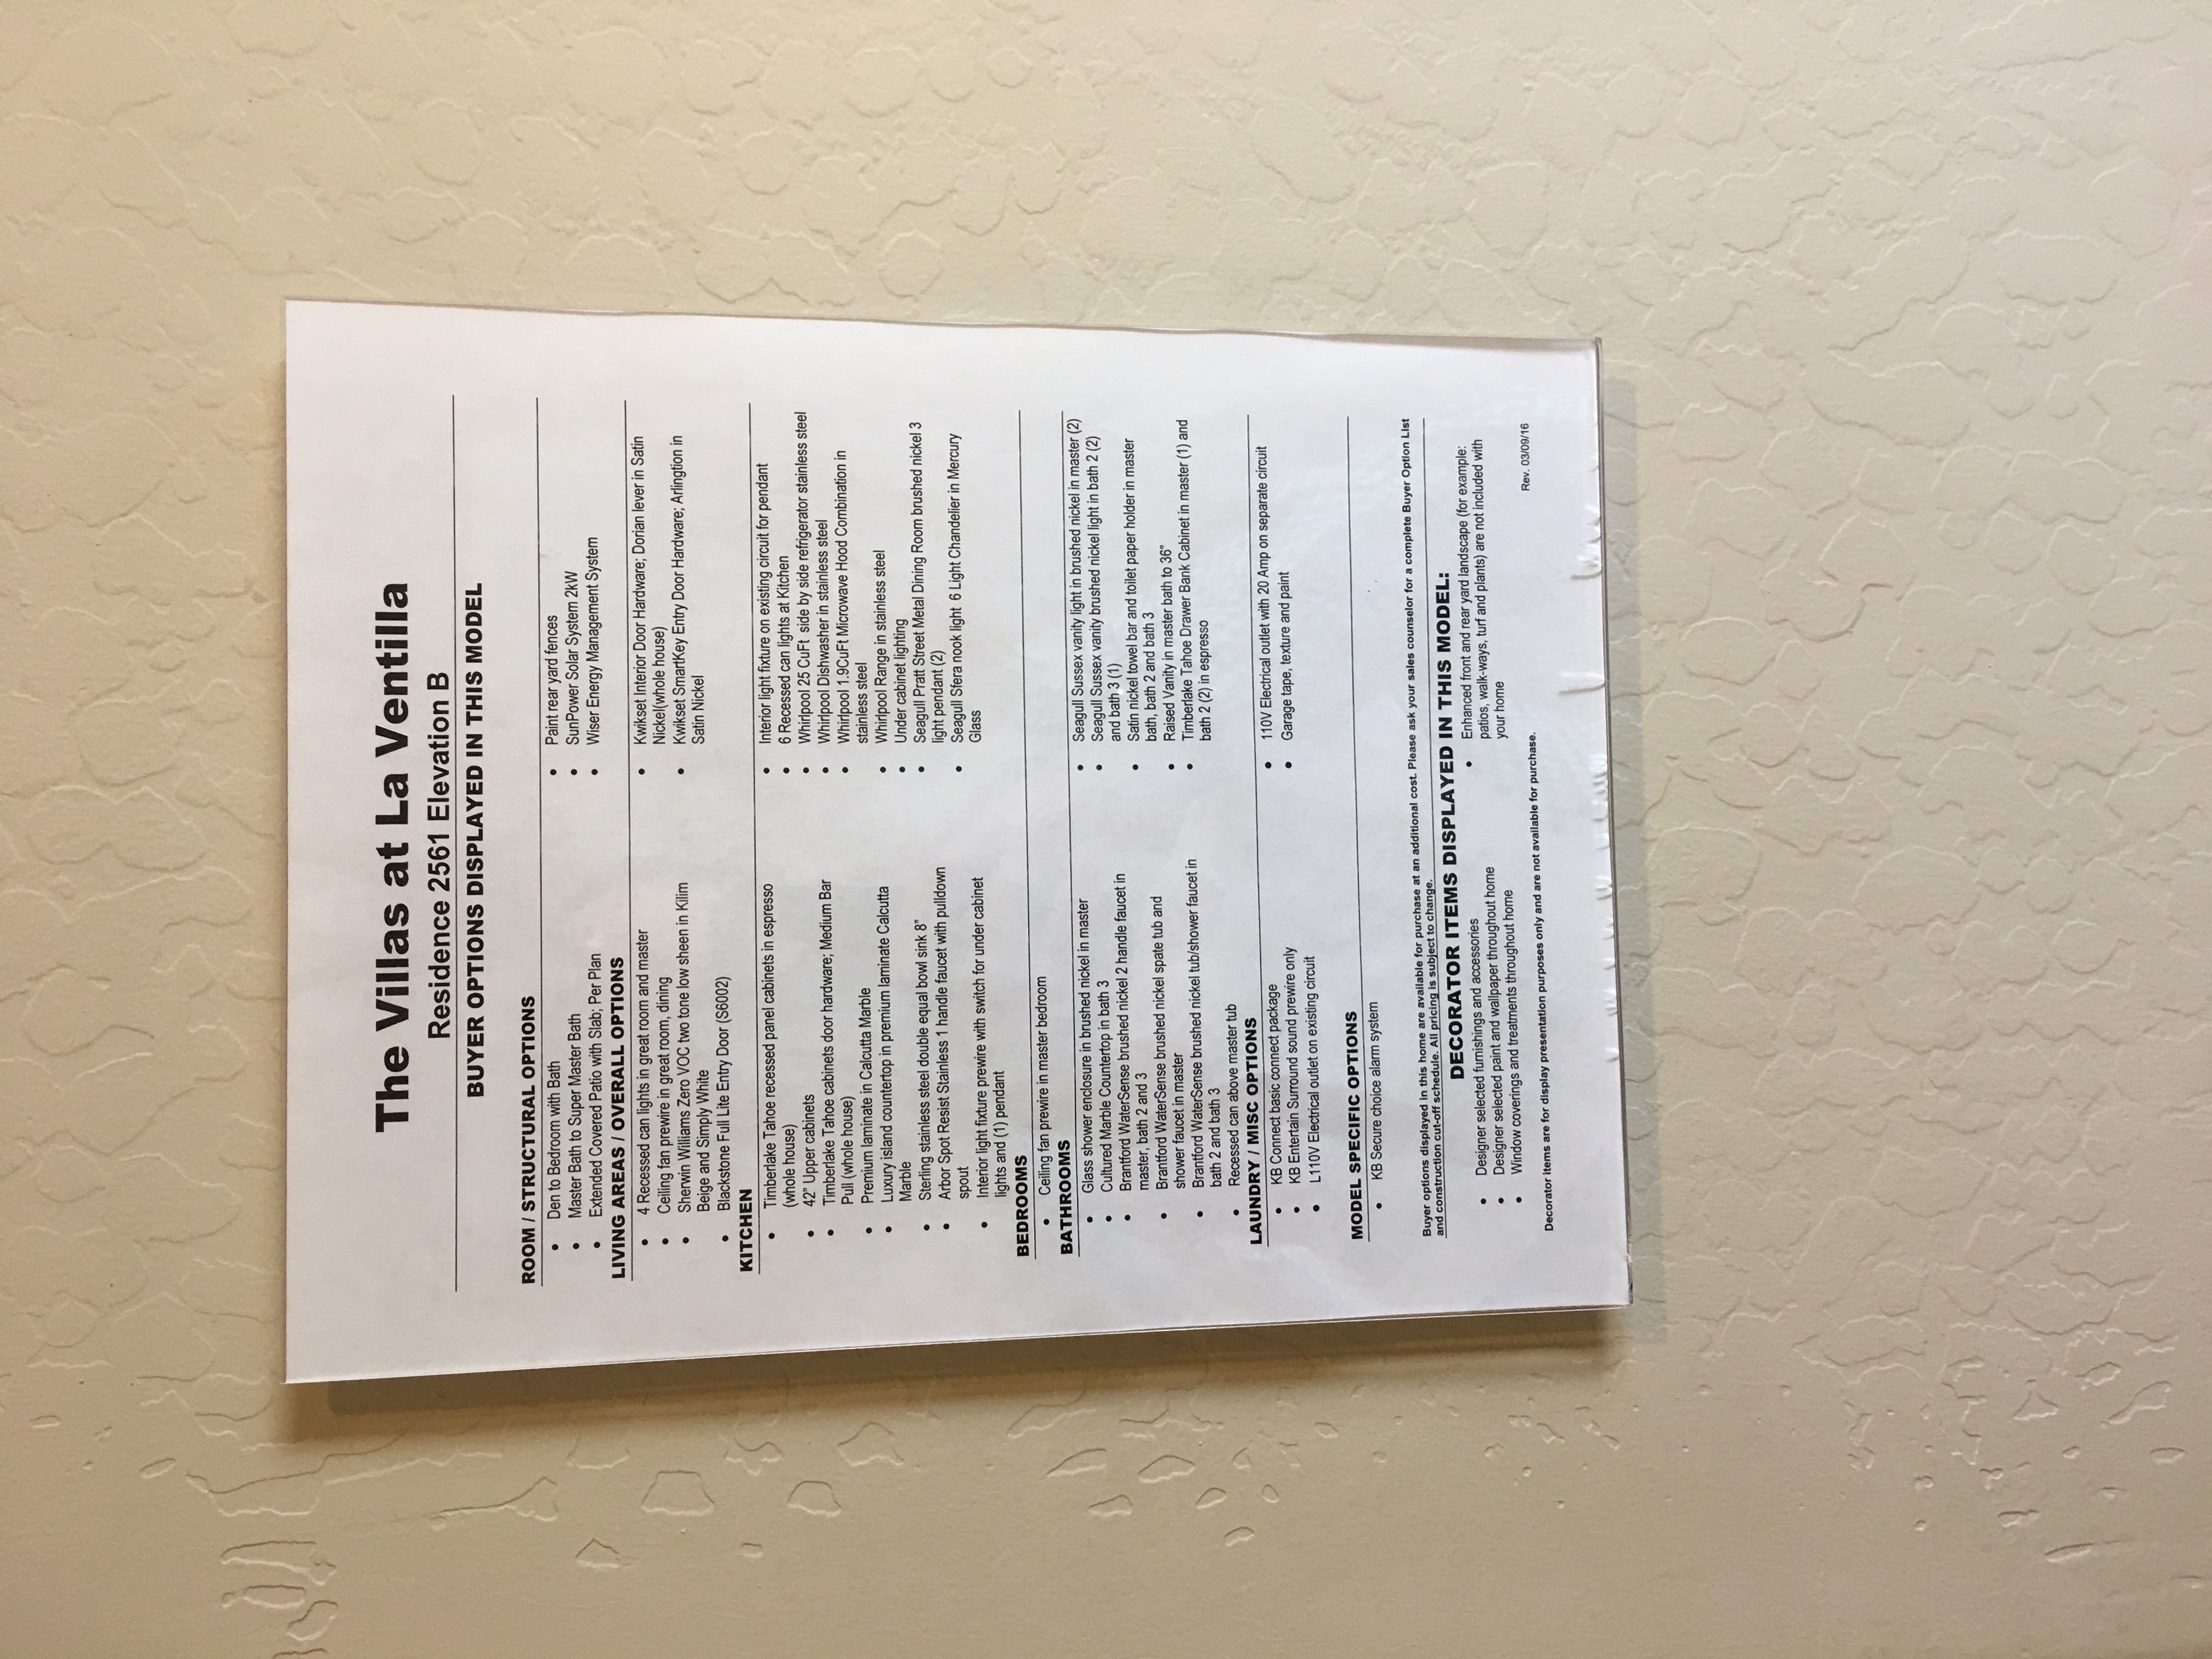 The Villas at La Ventilla
Residence 2561 Elevation B
BUYER OPTIONS DISPLAYED IN THIS MODEL
ROOM / STRUCTURAL OPTIONS
• Den to Bedroom with Bath
• Master Bath to Super Master Bath
• Extended Covered Patio with Slab; Per Plan
• Paint rear yard fences
• SunPower Solar System 2kW
• Wiser Energy Management System
LIVING AREAS / OVERALL OPTIONS
• 4 Recessed can lights in great room and master
• Ceiling fan prewire in great room, dining
• Sherwin Williams Zero VOC two tone low sheen in Kilim
Beige and Simply White
• Blackstone Full Lite Entry Door (S6002)
• Kwikset Interior Door Hardware; Dorian lever in Satin
Nickel(whole house)
• Kwikset SmartKey Entry Door Hardware; Arlingtion in
Satin Nickel
KITCHEN
• Timberlake Tahoe recessed panel cabinets in espresso
(whole house)
• 42" Upper cabinets
• Timberlake Tahoe cabinets door hardware; Medium Bar
Pull (whole house)
• Premium laminate in Calcutta Marble
• Luxury island countertop in premium laminate Calcutta
Marble
• Sterling stainless steel double equal bowl sink 8"
• Arbor Spot Resist Stainless 1 handle faucet with pulldown
spout
• Interior light fixture prewire with switch for under cabinet
lights and (1) pendant
• Interior light fixture on existing circuit for pendant
• 6 Recessed can lights at Kitchen
• Whirlpool 25 CuFt side by side refrigerator stainless steel
• Whirlpool Dishwasher in stainless steel
• Whirlpool 1.9CuFt Microwave Hood Combination in
stainless steel
• Whirlpool Range in stainless steel
• Under cabinet lighting
• Seagull Pratt Street Metal Dining Room brushed nickel 3
light pendant (2)
• Seagull Sfera nook light 6 Light Chandelier in Mercury
Glass
BEDROOMS
• Ceiling fan prewire in master bedroom
BATHROOMS
• Glass shower enclosure in brushed nickel in master
• Cultured Marble Countertop in bath 3
• Brantford WaterSense brushed nickel 2 handle faucet in
master, bath 2 and 3
• Brantford WaterSense brushed nickel spate tub and
shower faucet in master
• Brantford WaterSense brushed nickel tub/shower faucet in
bath 2 and bath 3
• Recessed can above master tub
• Seagull Sussex vanity light in brushed nickel in master (2)
• Seagull Sussex vanity brushed nickel light in bath 2 (2)
and bath 3 (1)
• Satin nickel towel bar and toilet paper holder in master
bath, bath 2 and bath 3
• Raised Vanity in master bath to 36"
• Timberlake Tahoe Drawer Bank Cabinet in master (1) and
bath 2 (2) in espresso
LAUNDRY / MISC OPTIONS
• KB Connect basic connect package
• KB Entertain Surround sound prewire only
• L110V Electrical outlet on existing circuit
• 110V Electrical outlet with 20 Amp on separate circuit
• Garage tape, texture and paint
MODEL SPECIFIC OPTIONS
• KB Secure choice alarm system
Buyer options displayed in this home are available for purchase at an additional cost. Please ask your sales counselor for a complete Buyer Option List
and construction cut-off schedule. All pricing is subject to change.
DECORATOR ITEMS DISPLAYED IN THIS MODEL:
• Designer selected furnishings and accessories
• Designer selected paint and wallpaper throughout home
• Window coverings and treatments throughout home
• Enhanced front and rear yard landscape (for example:
patios, walk-ways, turf and plants) are not included with
your home
Rev. 03/09/16
Decorator items are for display presentation purposes only and are not available for purchase.